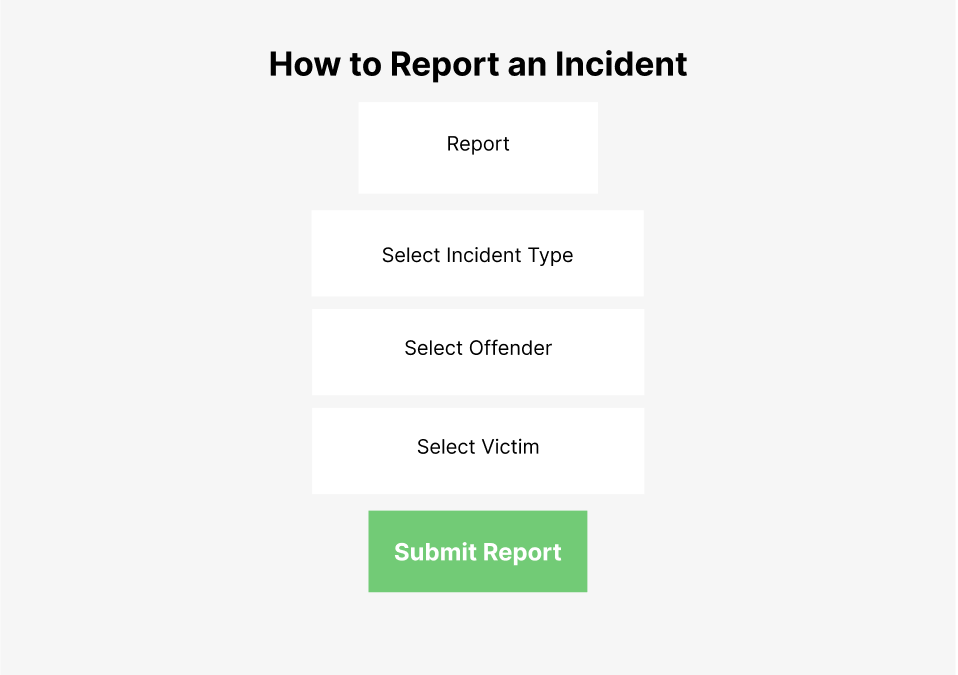 How to Report an Incident
Report
Select Incident Type
Select Offender
Select Victim
Submit Report